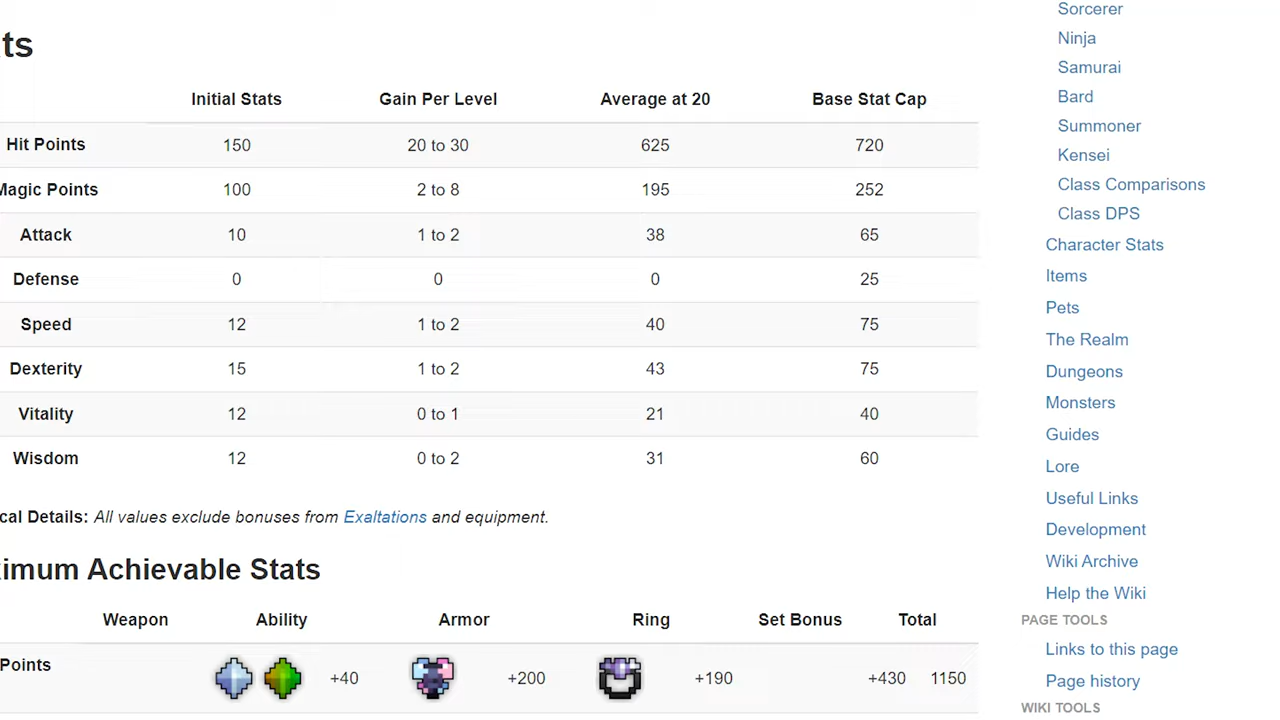 ts
Initial Stats Gain Per Level Average at 20 Base Stat Cap
Hit Points 150 20 to 30 625 720
Magic Points 100 2 to 8 195 252
Attack 10 1 to 2 38 65
Defense 0 0 0 25
Speed 12 1 to 2 40 75
Dexterity 15 1 to 2 43 75
Vitality 12 0 to 1 21 40
Wisdom 12 0 to 2 31 60
cal Details: All values exclude bonuses from Exaltations and equipment.
ximum Achievable Stats
Weapon Ability Armor Ring Set Bonus Total
Points +40 +200 +190 +430 1150
Sorcerer
Ninja
Samurai
Bard
Summoner
Kensei
Class Comparisons
Class DPS
Character Stats
Items
Pets
The Realm
Dungeons
Monsters
Guides
Lore
Useful Links
Development
Wiki Archive
Help the Wiki
PAGE TOOLS
Links to this page
Page history
WIKI TOOLS